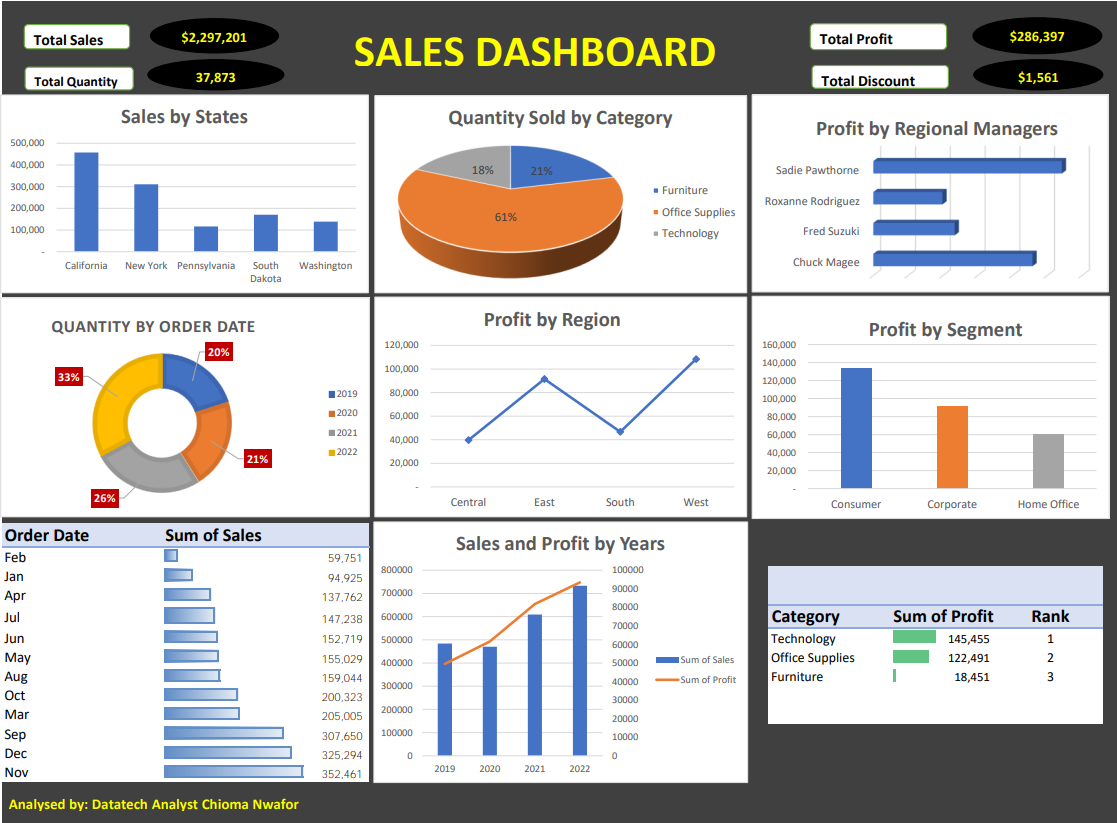 Total Sales
$2,297,201
SALES DASHBOARD
Total Profit
$286,397
Total Quantity
37,873
Total Discount
$1,561
Sales by States
500,000
400,000
300,000
200,000
100,000
-
California
New York
Pennsylvania
South
Dakota
Washington
Quantity Sold by Category
18%
21%
61%
Furniture
Office Supplies
Technology
Profit by Regional Managers
Sadie Pawthorne
Roxanne Rodriguez
Fred Suzuki
Chuck Magee
QUANTITY BY ORDER DATE
20%
33%
21%
26%
2019
2020
2021
2022
Profit by Region
120,000
100,000
80,000
60,000
40,000
20,000
-
Central
East
South
West
Profit by Segment
160,000
140,000
120,000
100,000
80,000
60,000
40,000
20,000
-
Consumer
Corporate
Home Office
Order Date Sum of Sales
Feb 59,751
Jan 94,925
Apr 137,762
Jul 147,238
Jun 152,719
May 155,029
Aug 159,044
Oct 200,323
Mar 205,005
Sep 307,650
Dec 325,294
Nov 352,461
Sales and Profit by Years
800000
700000
600000
500000
400000
300000
200000
100000
0
100000
90000
80000
70000
60000
50000
40000
30000
20000
10000
0
2019
2020
2021
2022
Sum of Sales
Sum of Profit
Category Sum of Profit Rank
Technology 145,455 1
Office Supplies 122,491 2
Furniture 18,451 3
Analysed by: Datatech Analyst Chioma Nwafor